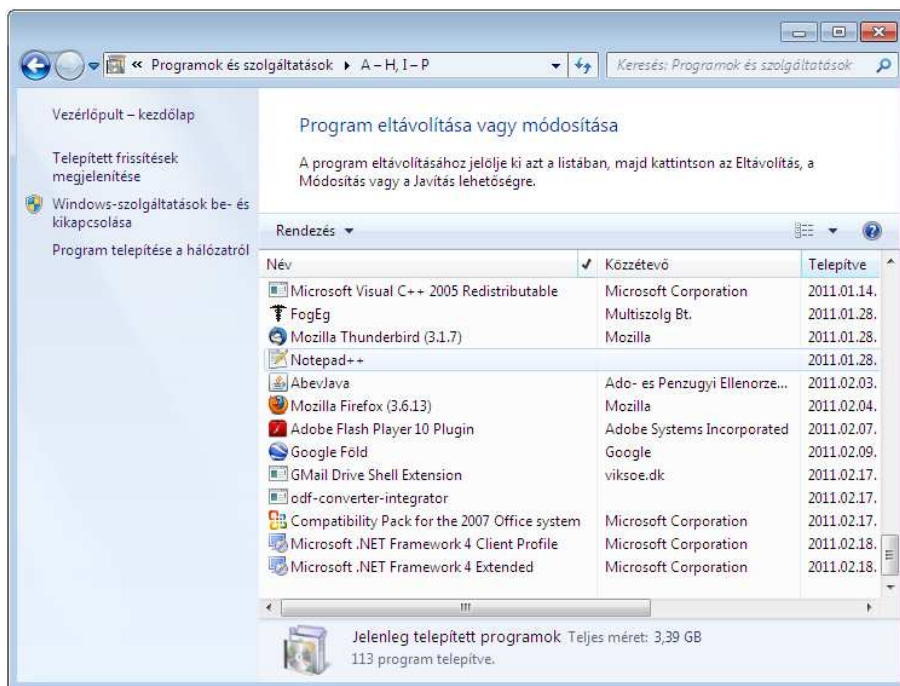 « Programok és szolgáltatások ▸ A – H, I – P
Keresés: Programok és szolgáltatások
Vezérlőpult – kezdőlap
Telepített frissítések
megjelenítése
Windows-szolgáltatások be- és
kikapcsolása
Program telepítése a hálózatról
Program eltávolítása vagy módosítása
A program eltávolításához jelölje ki azt a listában, majd kattintson az Eltávolítás, a
Módosítás vagy a Javítás lehetőségre.
Rendezés
Név Közzétevő Telepítve
Microsoft Visual C++ 2005 Redistributable Microsoft Corporation 2011.01.14.
FogEg Multiszolg Bt. 2011.01.28.
Mozilla Thunderbird (3.1.7) Mozilla 2011.01.28.
Notepad++ 2011.01.28.
AbevJava Ado- es Penzugyi Ellenorze... 2011.02.03.
Mozilla Firefox (3.6.13) Mozilla 2011.02.04.
Adobe Flash Player 10 Plugin Adobe Systems Incorporated 2011.02.07.
Google Föld Google 2011.02.09.
GMail Drive Shell Extension viksoe.dk 2011.02.17.
odf-converter-integrator 2011.02.17.
Compatibility Pack for the 2007 Office system Microsoft Corporation 2011.02.17.
Microsoft .NET Framework 4 Client Profile Microsoft Corporation 2011.02.18.
Microsoft .NET Framework 4 Extended Microsoft Corporation 2011.02.18.
Jelenleg telepített programok Teljes méret: 3,39 GB
113 program telepítve.